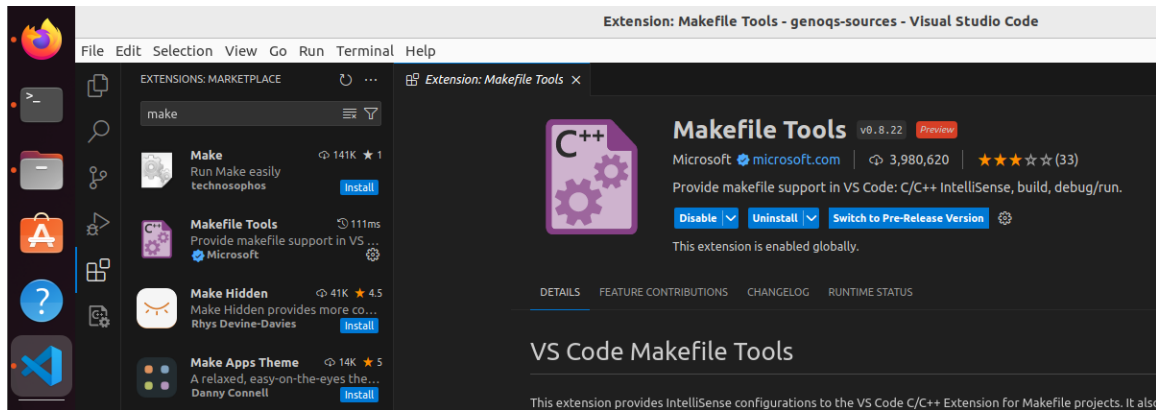 Extension: Makefile Tools - genoqs-sources - Visual Studio Code
File Edit Selection View Go Run Terminal Help
EXTENSIONS: MARKETPLACE
make
Make 141K ★ 1
Run Make easily
technosophos Install
Makefile Tools 111ms
Provide makefile support in VS ...
Microsoft
Make Hidden 41K ★ 4.5
Make Hidden provides more co...
Rhys Devine-Davies Install
Make Apps Theme 14K ★ 5
A relaxed, easy-on-the-eyes the...
Danny Connell Install
Extension: Makefile Tools ×
C++
Makefile Tools v0.8.22 Preview
Microsoft microsoft.com 3,980,620 ★★★☆☆(33)
Provide makefile support in VS Code: C/C++ IntelliSense, build, debug/run.
Disable Uninstall Switch to Pre-Release Version
This extension is enabled globally.
DETAILS FEATURE CONTRIBUTIONS CHANGELOG RUNTIME STATUS
VS Code Makefile Tools
This extension provides IntelliSense configurations to the VS Code C/C++ Extension for Makefile projects. It also